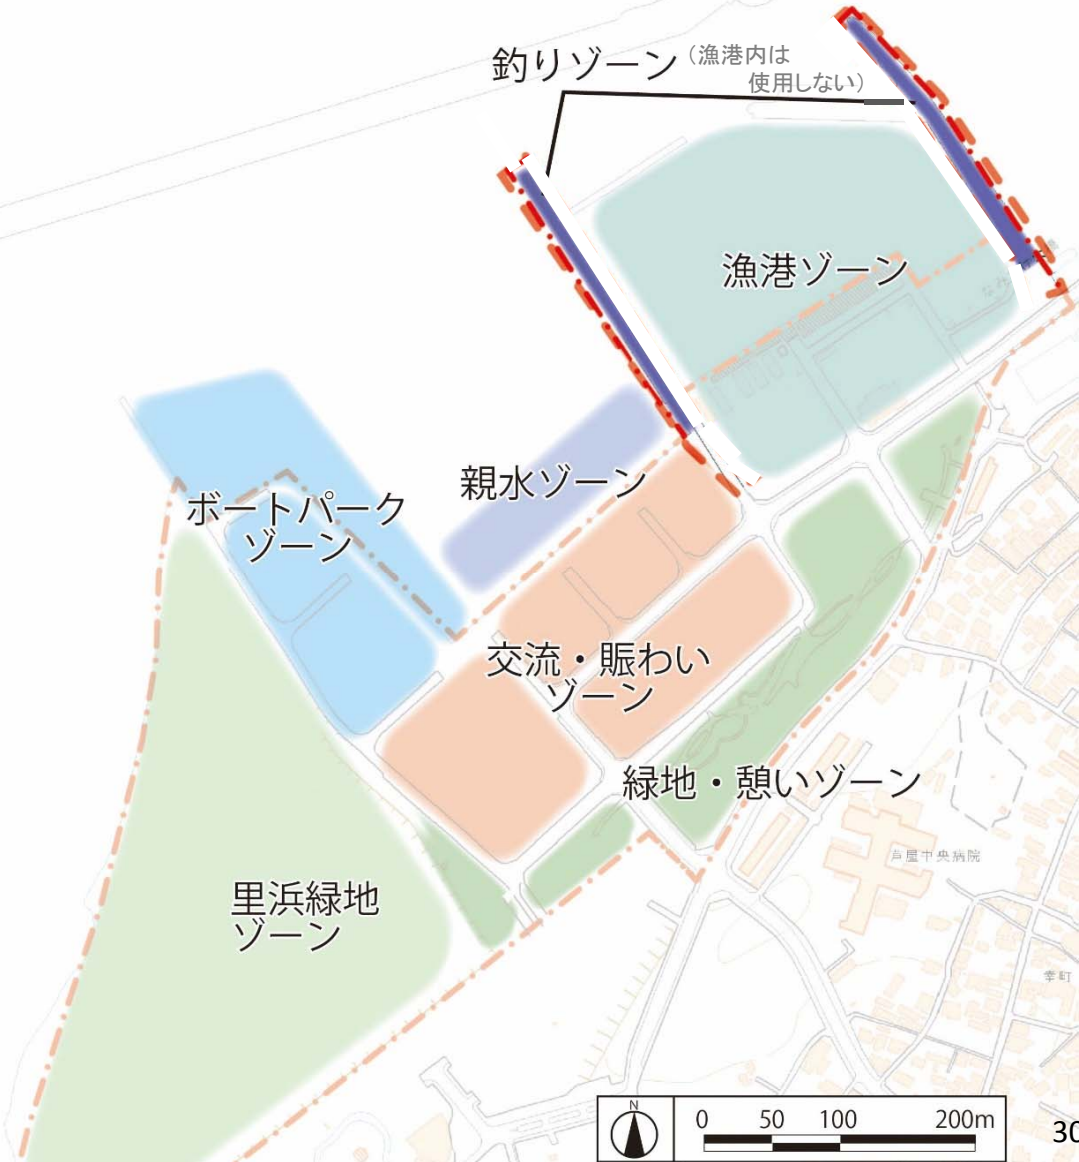 釣りゾーン（漁港内は
使用しない）
漁港ゾーン
親水ゾーン
ボートパーク
ゾーン
交流・賑わい
ゾーン
緑地・憩いゾーン
芦屋中央病院
里浜緑地
ゾーン
幸町
N
0 50 100 200m
30